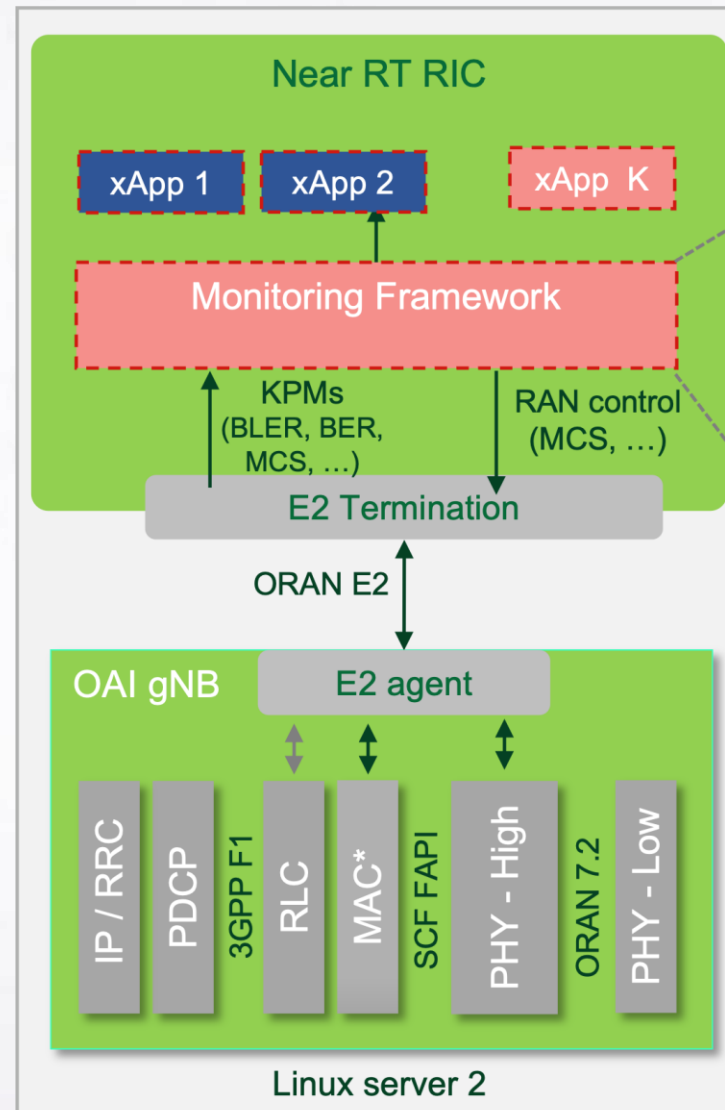 Near RT RIC
xApp 1
xApp 2
xApp K
Monitoring Framework
KPMs
(BLER, BER,
MCS, …)
RAN control
(MCS, …)
E2 Termination
ORAN E2
OAI gNB
E2 agent
IP / RRC
PDCP
3GPP F1
RLC
MAC*
SCF FAPI
PHY - High
ORAN 7.2
PHY - Low
Linux server 2